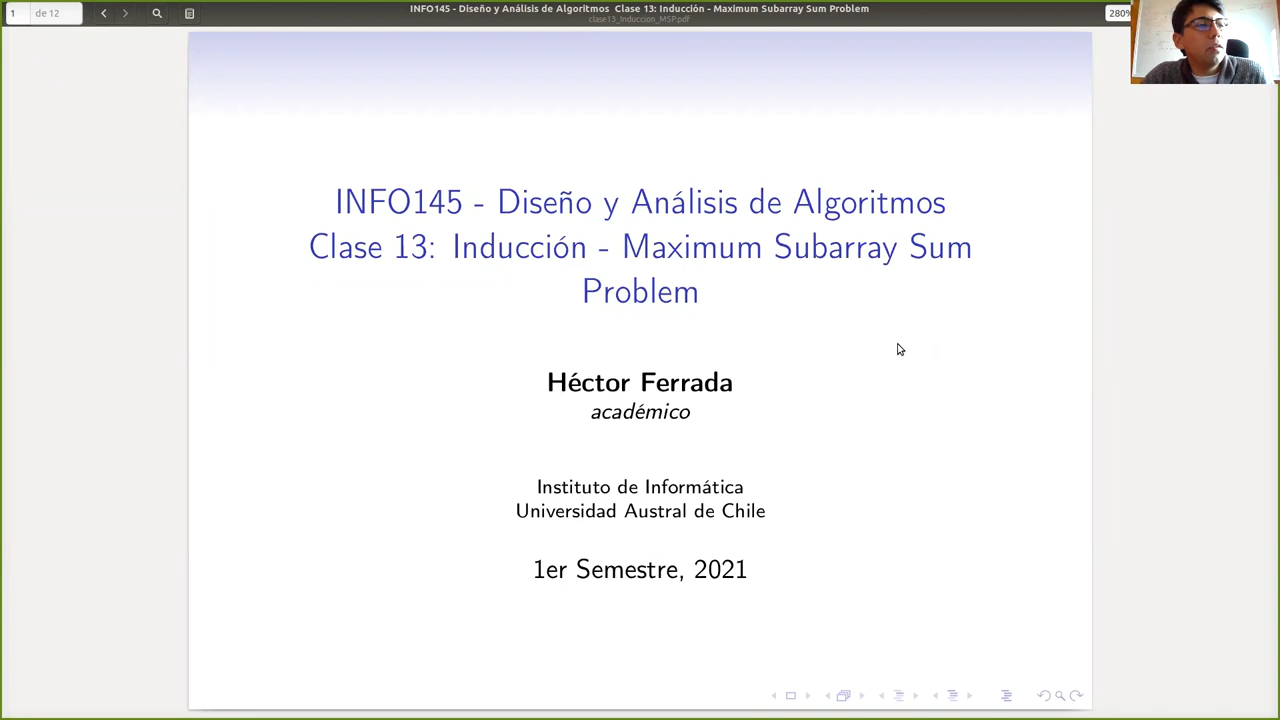 1
de 12
INFO145 - Diseño y Análisis de Algoritmos Clase 13: Inducción - Maximum Subarray Sum Problem
clase13_Induccion_MSP.pdf
280%
INFO145 - Diseño y Análisis de Algoritmos
Clase 13: Inducción - Maximum Subarray Sum
Problem
Héctor Ferrada
académico
Instituto de Informática
Universidad Austral de Chile
1er Semestre, 2021